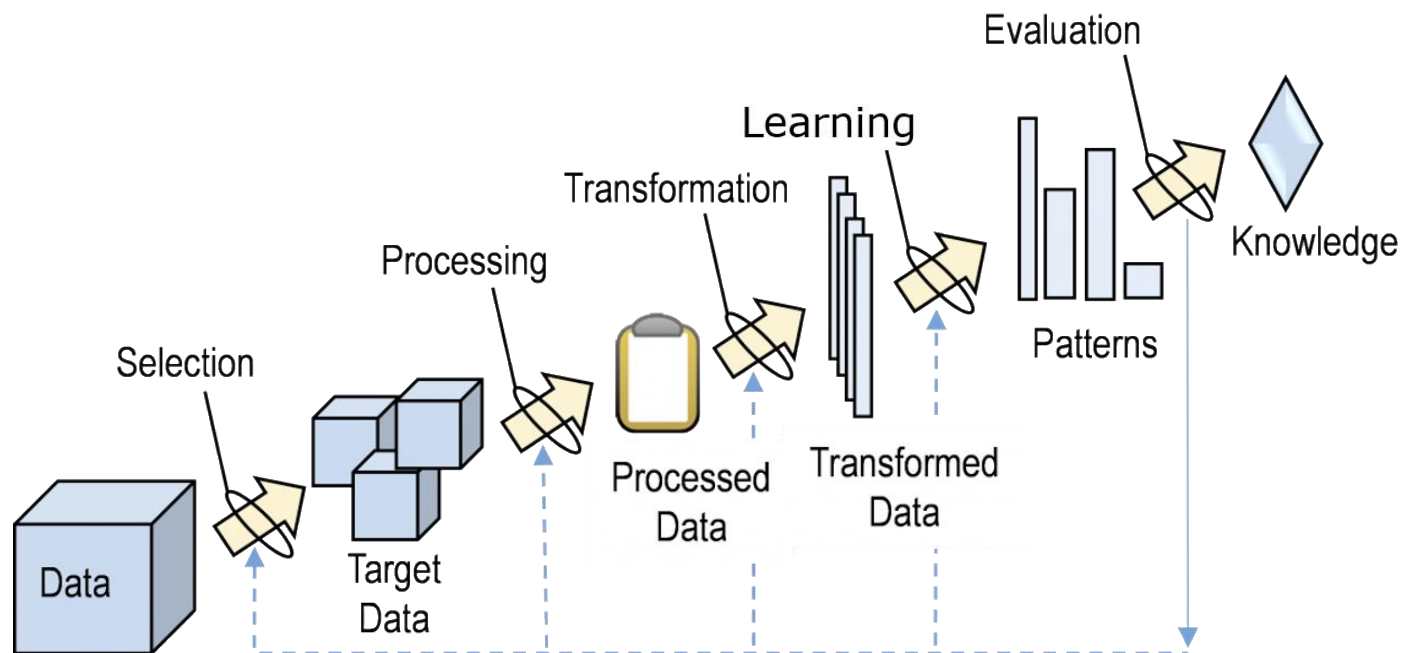 Evaluation
Learning
Transformation
Knowledge
Processing
Patterns
Selection
Processed
Data
Transformed
Data
Data
Target
Data